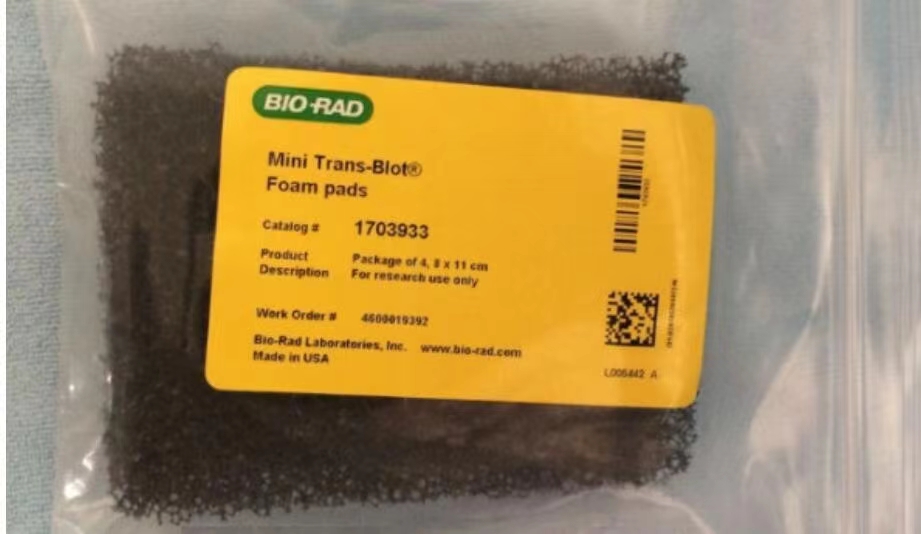 BIO-RAD
Mini Trans-Blot®
Foam pads
Catalog # 1703933
Product Description Package of 4, 8 x 11 cm
For research use only
Work Order # 4600019392
Bio-Rad Laboratories, Inc. www.bio-rad.com
Made in USA
L006442 A